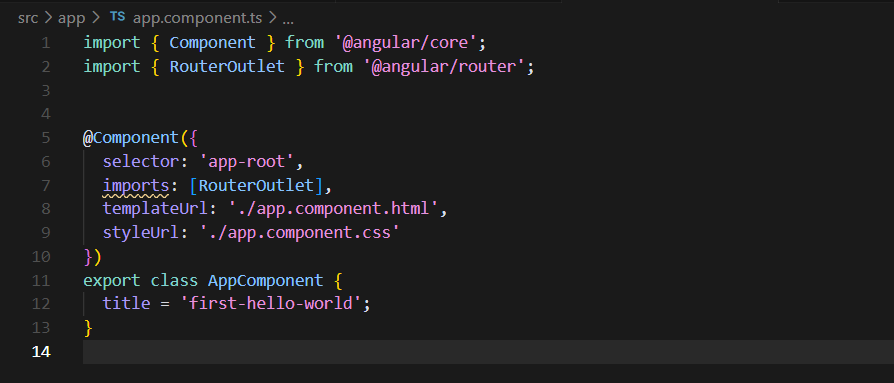 src > app > TS app.component.ts > ...
1 import { Component } from '@angular/core';
2 import { RouterOutlet } from '@angular/router';
3
4
5 @Component({
6   selector: 'app-root',
7   imports: [RouterOutlet],
8   templateUrl: './app.component.html',
9   styleUrl: './app.component.css'
10 })
11 export class AppComponent {
12   title = 'first-hello-world';
13 }
14